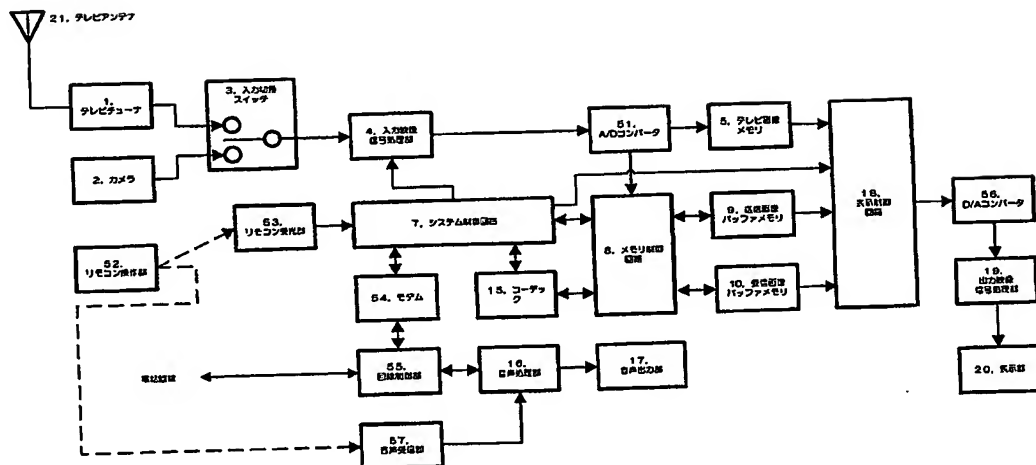 21. テレビアンテナ
1.
テレビチューナ
2. カメラ
3. 入力切替
スイッチ
4. 入力映像
信号処理部
51.
A/Dコンバータ
5. テレビ画像
メモリ
52.
リモコン操作部
53.
リモコン受光部
7. システム制御回路
8. メモリ制御
回路
9. 送信画像
バッファメモリ
10. 受信画像
バッファメモリ
18.
表示制御
回路
56.
D/Aコンバータ
54. モデム
15. コーデッ
ク
19.
出力映像
信号処理部
電話回線
55.
回線制御部
16.
音声処理部
17.
音声出力部
20. 表示部
57.
音声受信部